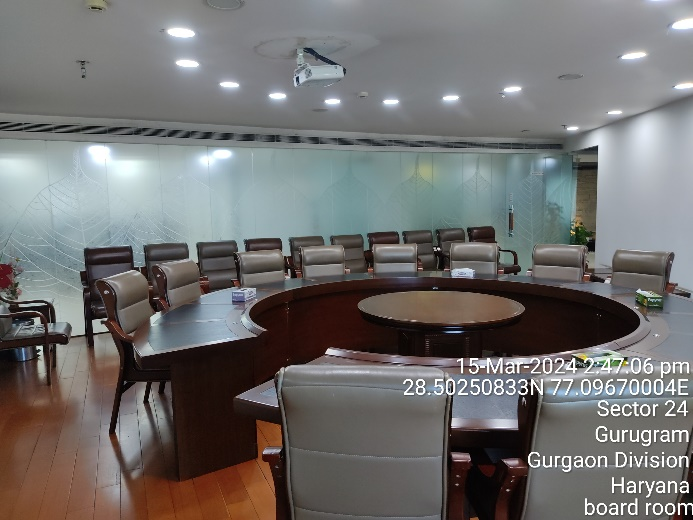 15-Mar-2024 2:47:06 pm
28.50250833N 77.09670004E
Sector 24
Gurugram
Gurgaon Division
Haryana
board room